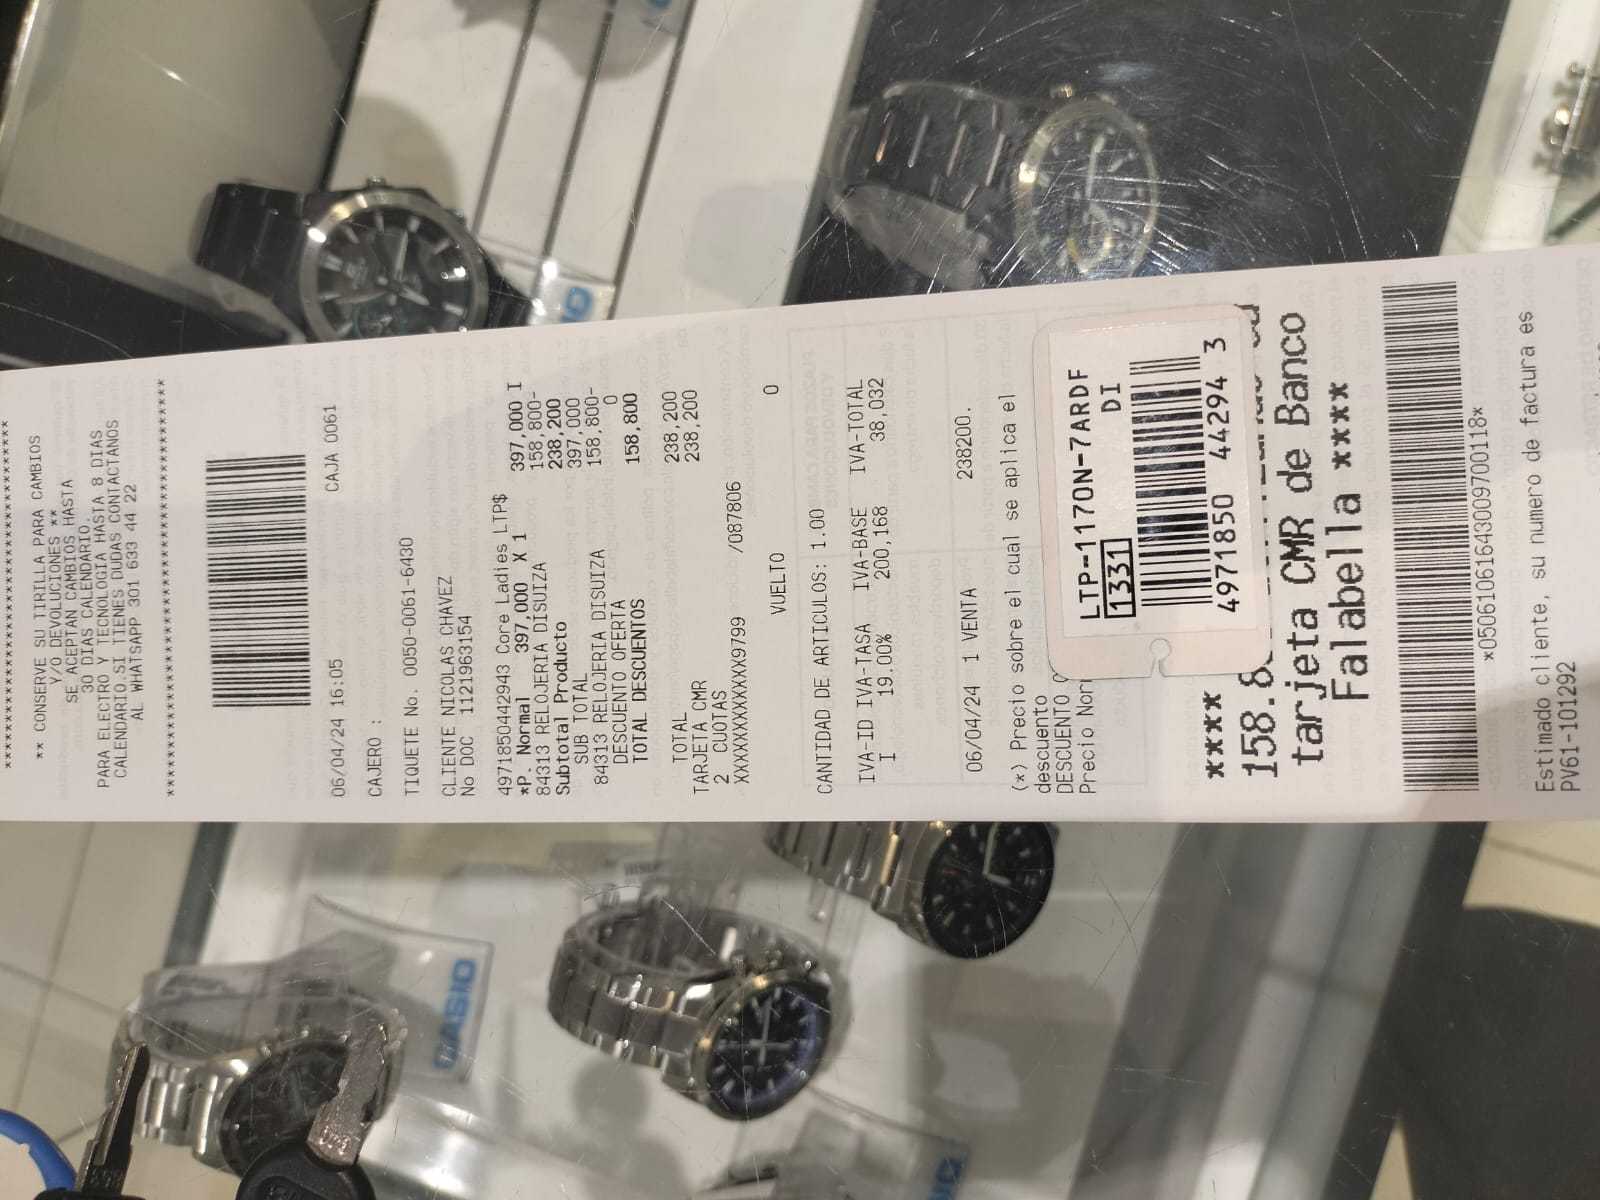 ****************************************
** CONSERVE SU TIRILLA PARA CAMBIOS
Y/O DEVOLUCIONES **
SE ACEPTAN CAMBIOS HASTA
30 DIAS CALENDARIO.
PARA ELECTRO Y TECNOLOGIA HASTA 8 DIAS
CALENDARIO.SI TIENES DUDAS CONTACTANOS
AL WHATSAPP 301 633 44 22
****************************************
06/04/24 16:05 CAJA 0061
CAJERO :
TIQUETE No. 0050-0061-6430
CLIENTE NICOLAS CHAVEZ
No DOC 1121963154
4971850442943 Core Ladies LTP$ 397,000 I
*P. Normal 397,000 X 1 158,800-
84313 RELOJERIA DISUIZA 238,200
Subtotal Producto 397,000
SUB TOTAL 158,800-
84313 RELOJERIA DISUIZA 0
DESCUENTO OFERTA 158,800
TOTAL DESCUENTOS
TOTAL 238,200
TARJETA CMR 238,200
2 CUOTAS
XXXXXXXXXXXX9799 /087806
VUELTO 0
CANTIDAD DE ARTICULOS: 1.00
IVA-ID IVA-TASA IVA-BASE IVA-TOTAL
I 19.00% 200,168 38,032
06/04/24 1 VENTA 238200.
(*) Precio sobre el cual se aplica el
descuento
DESCUENTO
Precio
LTP-1170N-7ARDF
1331 DI
4971850 44294 3
****
158.8
tarjeta CMR de Banco
Falabella ****
*05061061643009700118*
Estimado cliente, su numero de factura es
PV61-101292
CASIO